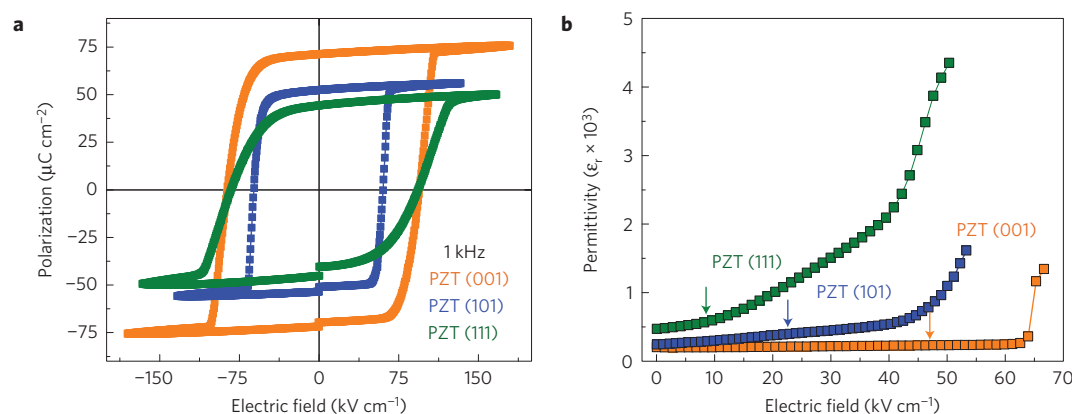 a
Polarization (µC cm−2)
75
50
25
0
−25
−50
−75
1 kHz
PZT (001)
PZT (101)
PZT (111)
−150
−75
0
75
150
Electric field (kV cm−1)
b
Permittivity (εr × 10³)
5
4
3
2
1
0
PZT (111)
PZT (101)
PZT (001)
0
10
20
30
40
50
60
70
Electric field (kV cm−1)